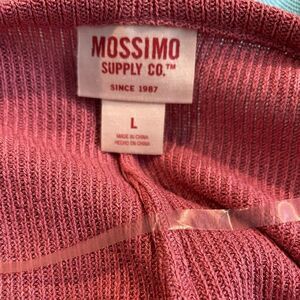 MOSSIMO
SUPPLY CO.™
SINCE 1987
L
MADE IN CHINA
HECHO EN CHINA